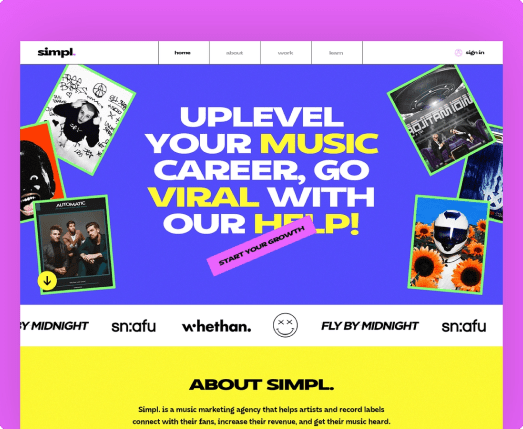 simpl.
home
about
work
learn
sign in
UPLEVEL
YOUR MUSIC
CAREER, GO
VIRAL WITH
OUR HELP!
START YOUR GROWTH
AUTOMATIC
BY MIDNIGHT
sn:afu
whethan.
FLY BY MIDNIGHT
sn:afu
ABOUT SIMPL.
Simpl. is a music marketing agency that helps artists and record labels
connect with their fans, increase their revenue, and get their music heard.